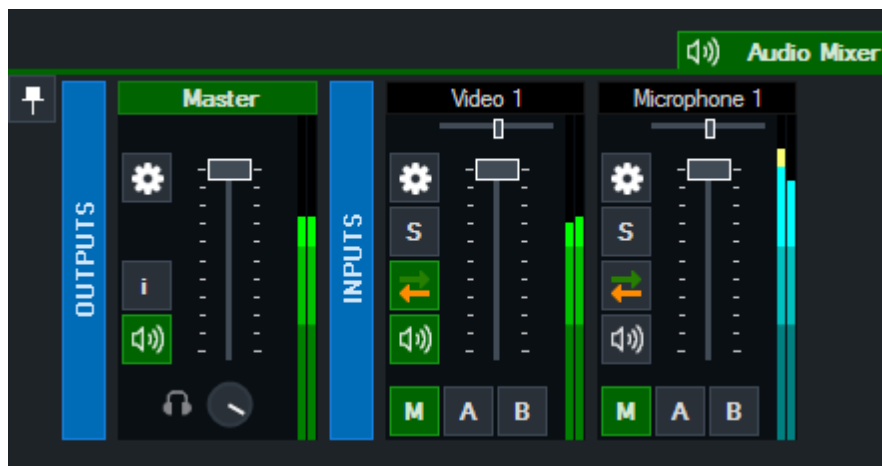 Audio Mixer
OUTPUTS
Master
i
INPUTS
Video 1
S
M A B
Microphone 1
S
M A B